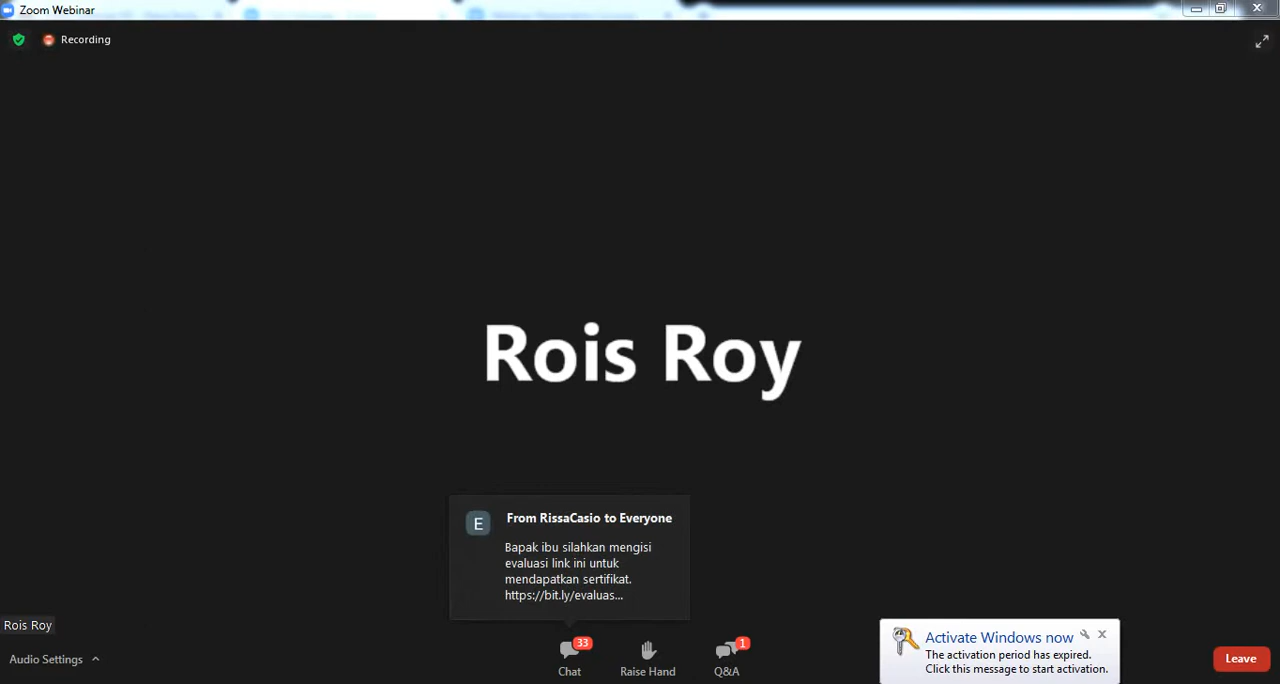 Zoom Webinar
Recording
Rois Roy
E
From RissaCasio to Everyone
Bapak ibu silahkan mengisi
evaluasi link ini untuk
mendapatkan sertifikat.
https://bit.ly/evaluas...
Rois Roy
Audio Settings
33
Chat
Raise Hand
1
Q&A
Activate Windows now
The activation period has expired.
Click this message to start activation.
Leave